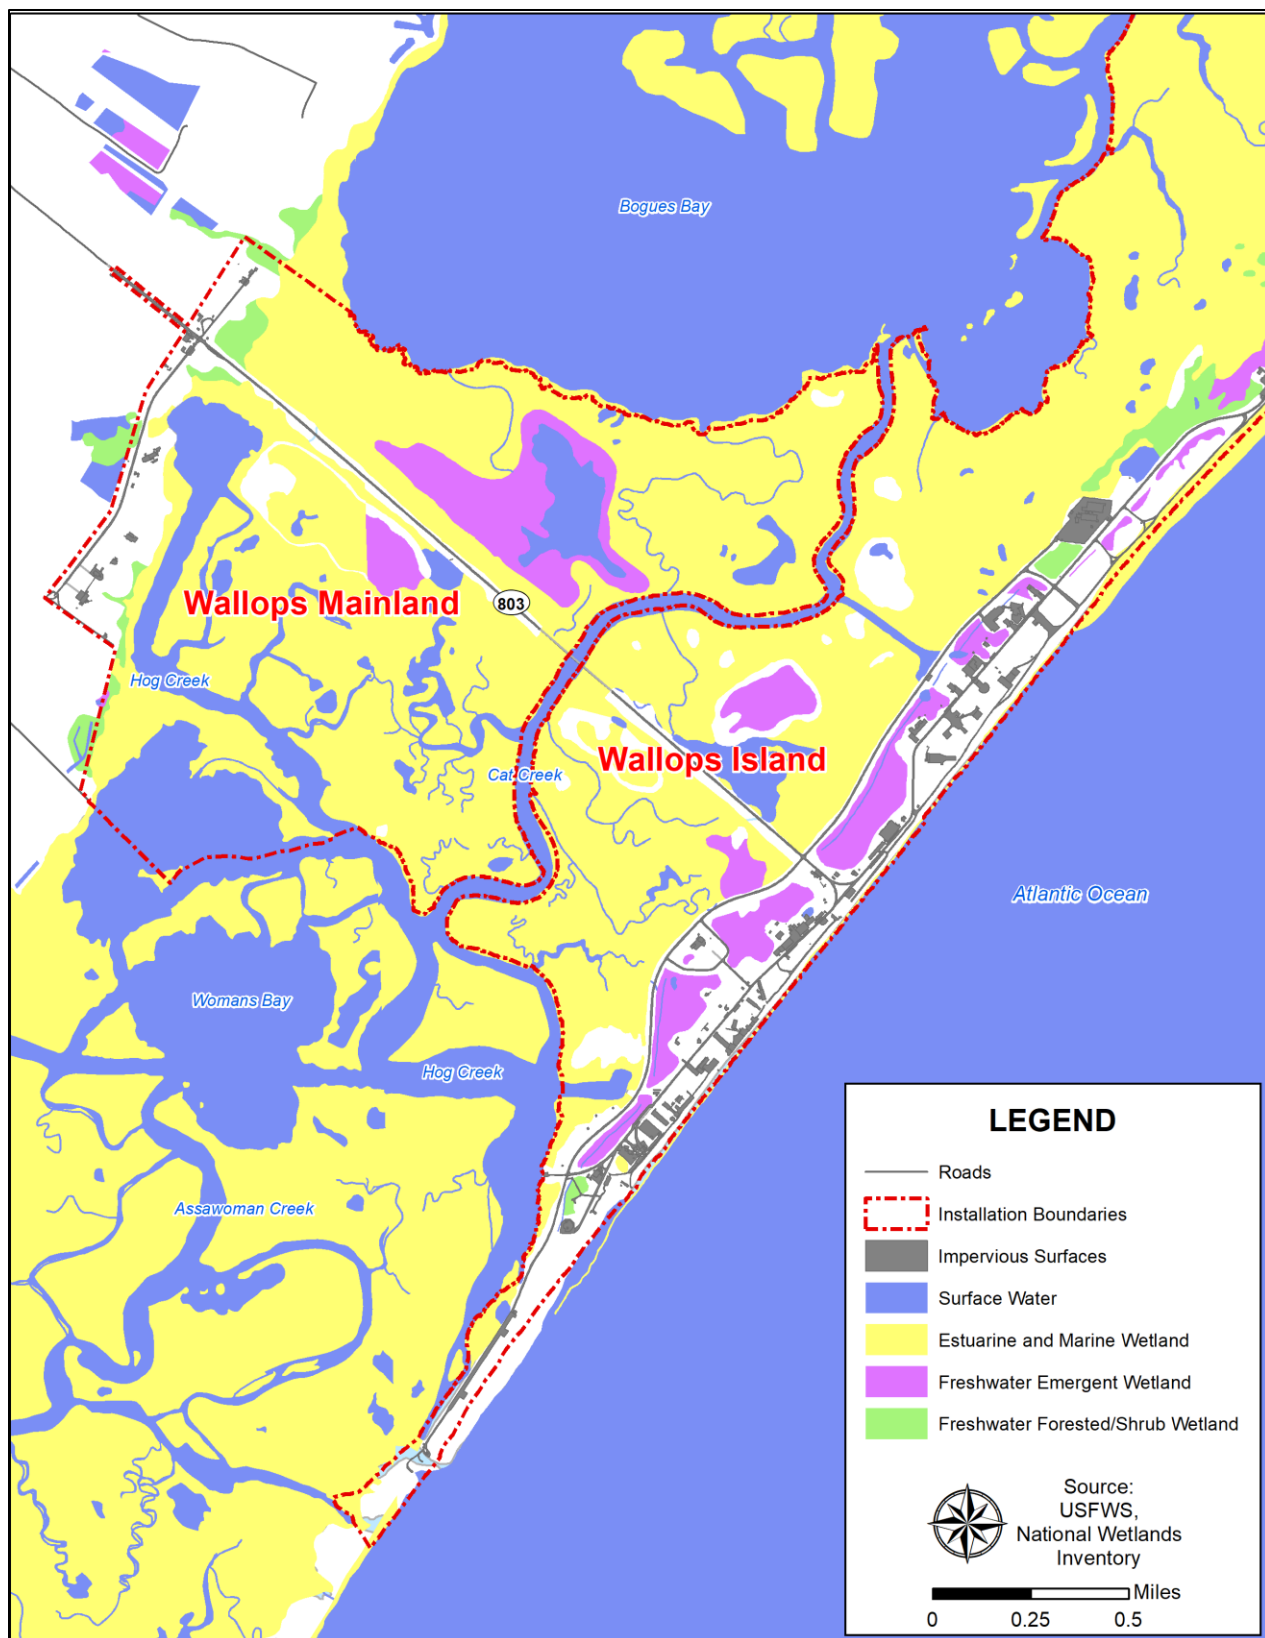 Bogues Bay
Wallops Mainland
803
Hog Creek
Cat Creek
Wallops Island
Atlantic Ocean
Womans Bay
Hog Creek
Assawoman Creek
LEGEND
Roads
Installation Boundaries
Impervious Surfaces
Surface Water
Estuarine and Marine Wetland
Freshwater Emergent Wetland
Freshwater Forested/Shrub Wetland
Source:
USFWS,
National Wetlands
Inventory
Miles
0 0.25 0.5